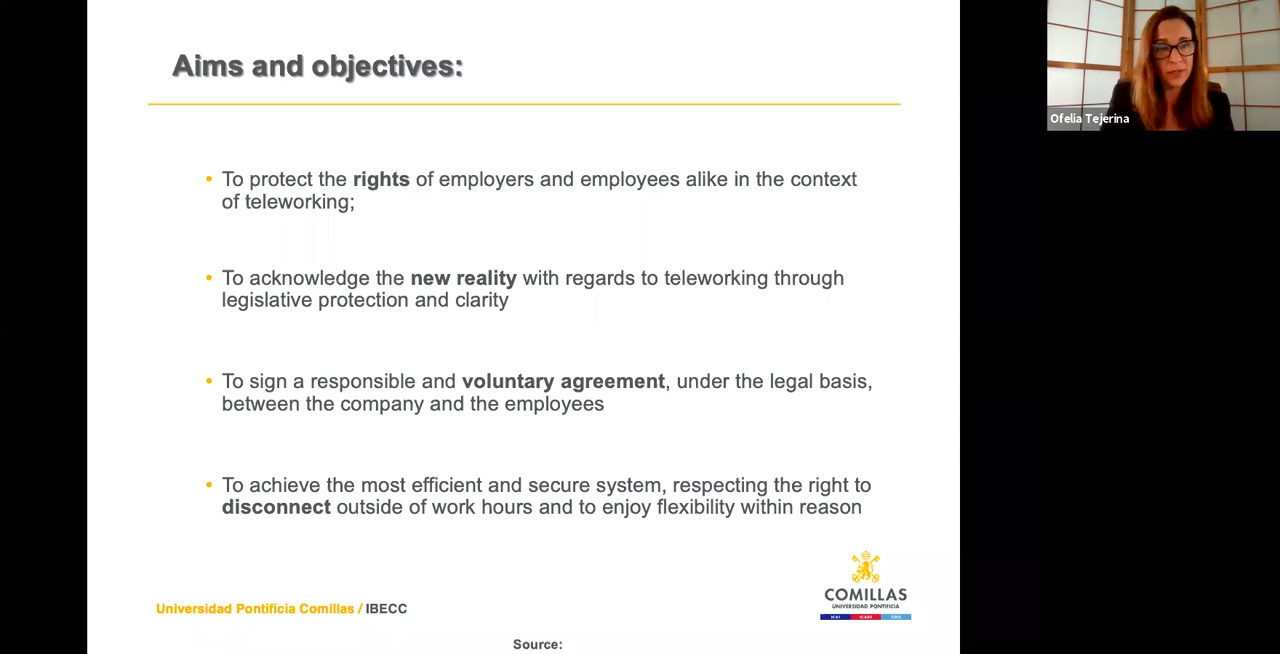 Aims and objectives:
• To protect the rights of employers and employees alike in the context
of teleworking;
• To acknowledge the new reality with regards to teleworking through
legislative protection and clarity
• To sign a responsible and voluntary agreement, under the legal basis,
between the company and the employees
• To achieve the most efficient and secure system, respecting the right to
disconnect outside of work hours and to enjoy flexibility within reason
Universidad Pontificia Comillas / IBECC
COMILLAS
UNIVERSIDAD PONTIFICIA
ICAI ICADE CIHS
Source:
Ofelia Tejerina